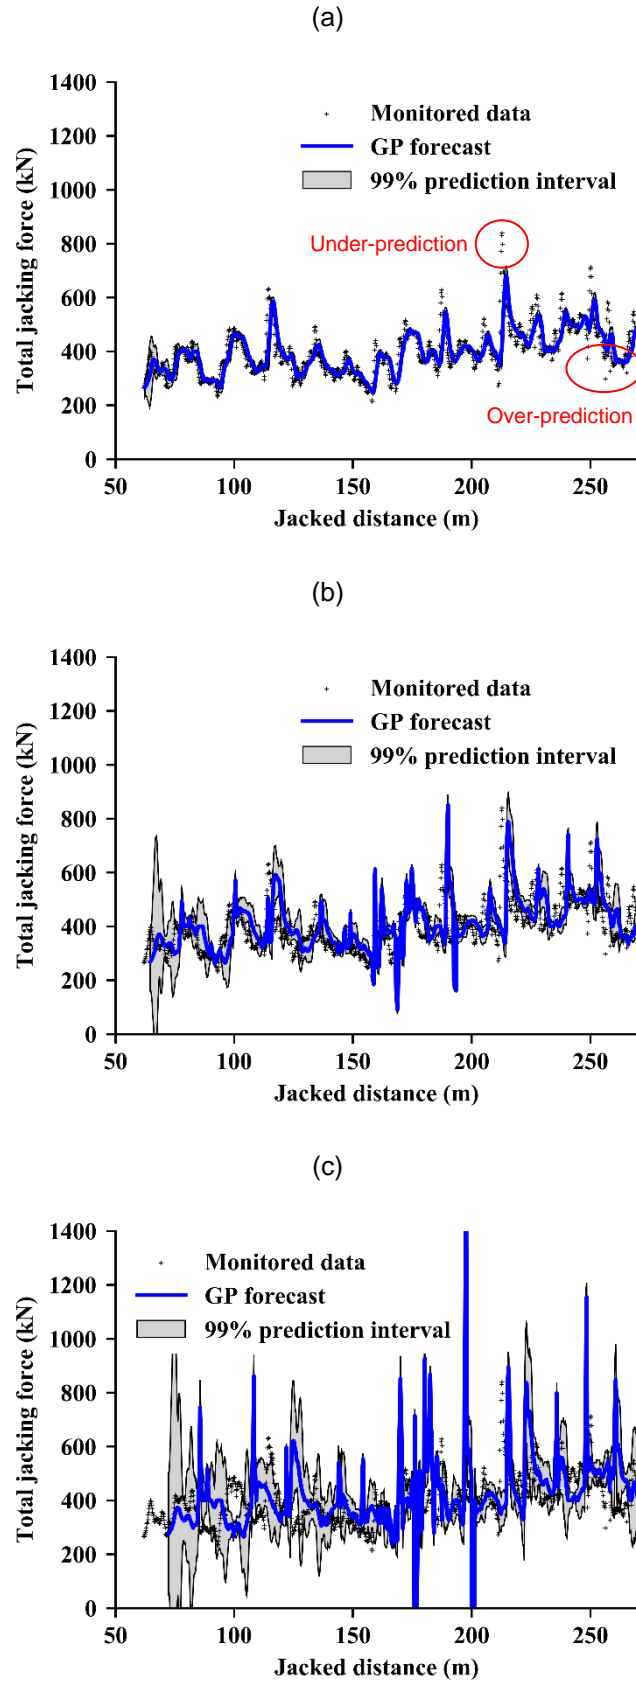 (a)
1400
1200
1000
800
600
400
200
0
Total jacking force (kN)
Monitored data
GP forecast
99% prediction interval
Under-prediction
Over-prediction
50
100
150
200
250
Jacked distance (m)
(b)
1400
1200
1000
800
600
400
200
0
Total jacking force (kN)
Monitored data
GP forecast
99% prediction interval
50
100
150
200
250
Jacked distance (m)
(c)
1400
1200
1000
800
600
400
200
0
Total jacking force (kN)
Monitored data
GP forecast
99% prediction interval
50
100
150
200
250
Jacked distance (m)